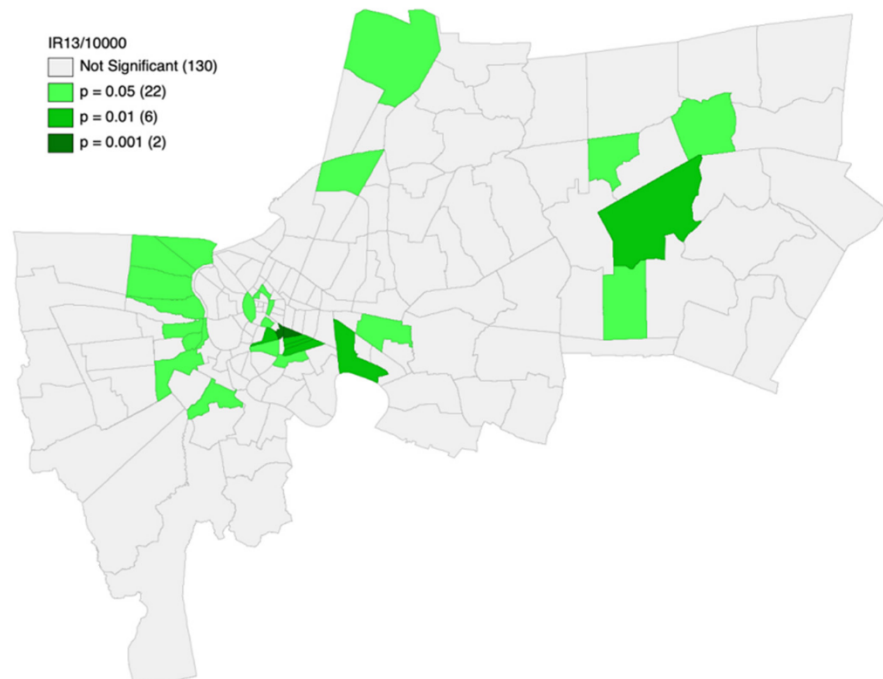 IR13/10000
Not Significant (130)
p = 0.05 (22)
p = 0.01 (6)
p = 0.001 (2)